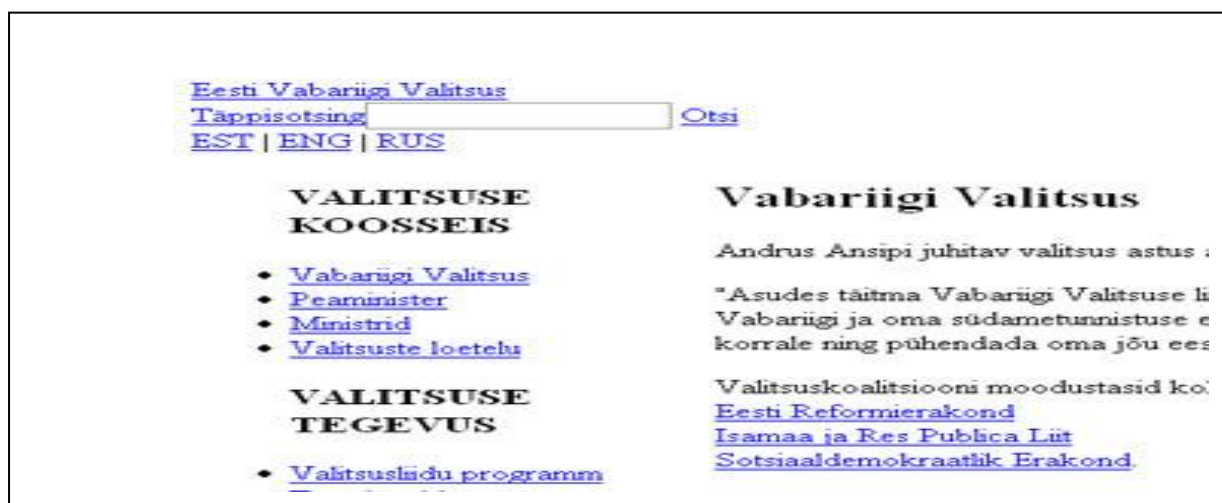 Eesti Vabariigi Valitsus
Täppisotsing Otsi
EST | ENG | RUS
VALITSUSE
KOOSSEIS
• Vabariigi Valitsus
• Peaminister
• Ministrid
• Valitsuste loetelu
VALITSUSE
TEGEVUS
• Valitsusliidu programm
Vabariigi Valitsus
Andrus Ansipi juhitav valitsus astus
"Asudes täitma Vabariigi Valitsuse
Vabariigi ja oma südametunnistuse
korrale ning pühendada oma jõu
Valitsuskoalitsiooni moodustasid
Eesti Reformierakond
Isamaa ja Res Publica Liit
Sotsiaaldemokraatlik Erakond.